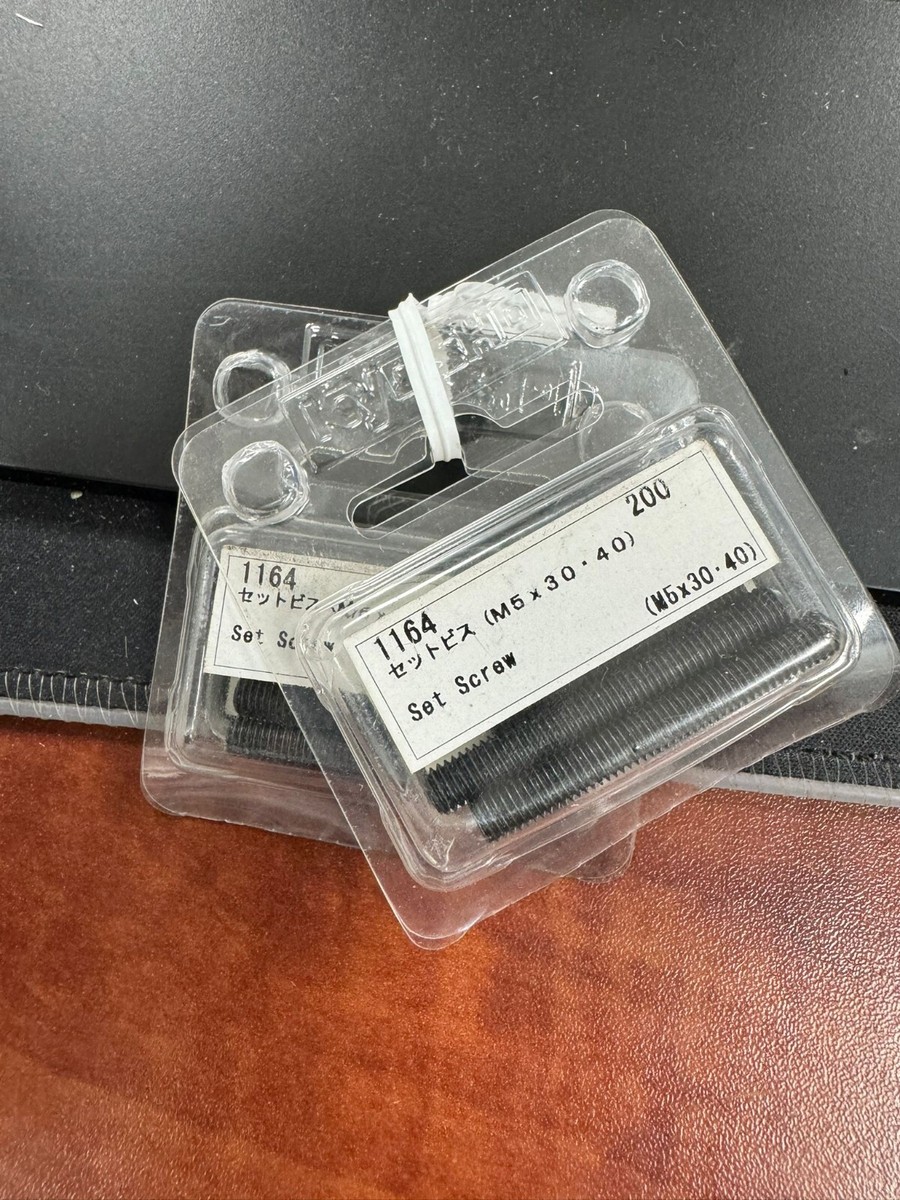 200
1164
セットビス (M5x30・40)
Set Screw (M5x30・40)
1164
セットビス
Set Screw